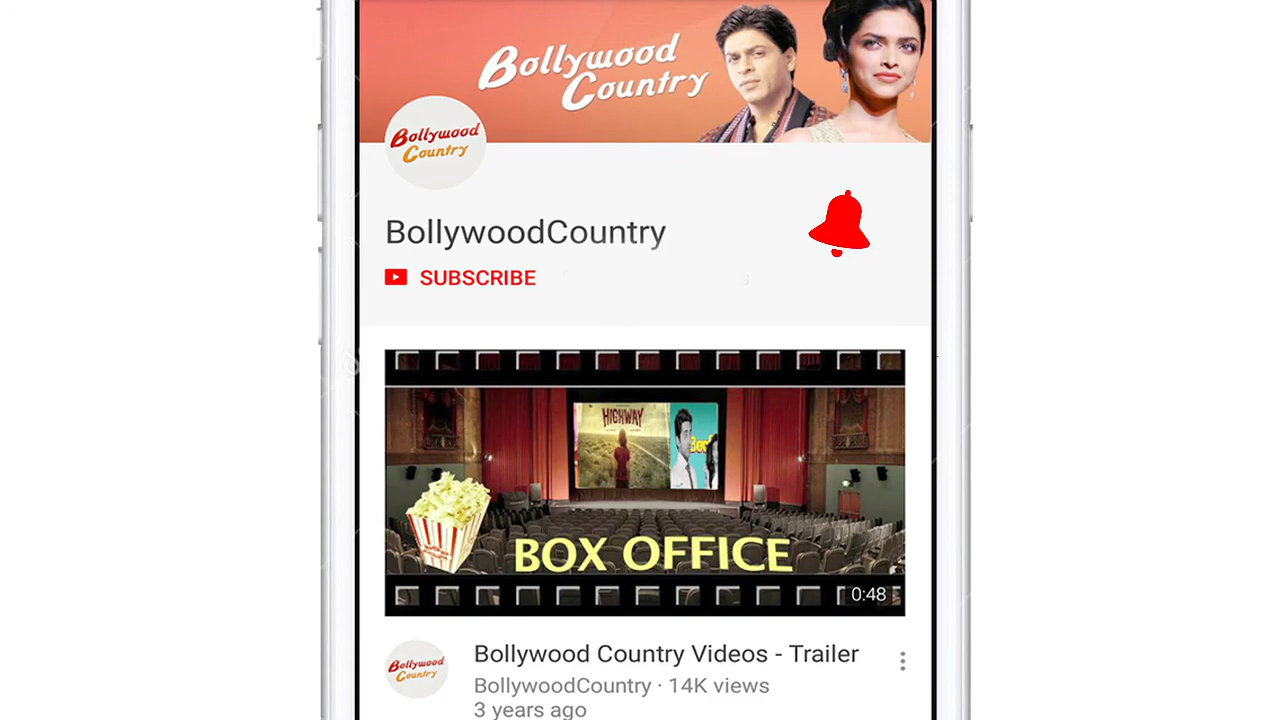 Bollywood
Country
Bollywood
Country
BollywoodCountry
SUBSCRIBE
HIGHWAY
BOX OFFICE
0:48
Bollywood
Country
Bollywood Country Videos - Trailer
BollywoodCountry · 14K views
3 years ago